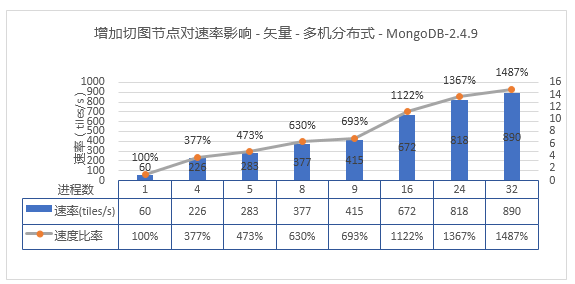 增加切图节点对速率影响 - 矢量 - 多机分布式 - MongoDB-2.4.9
速率（tiles/s）
1000
900
800
700
600
500
400
300
200
100
0
16
14
12
10
8
6
4
2
0
100% 377% 473% 630% 693% 1122% 1367% 1487%
60 226 283 377 415 672 818 890
进程数 1 4 5 8 9 16 24 32
速率(tiles/s) 60 226 283 377 415 672 818 890
速度比率 100% 377% 473% 630% 693% 1122% 1367% 1487%